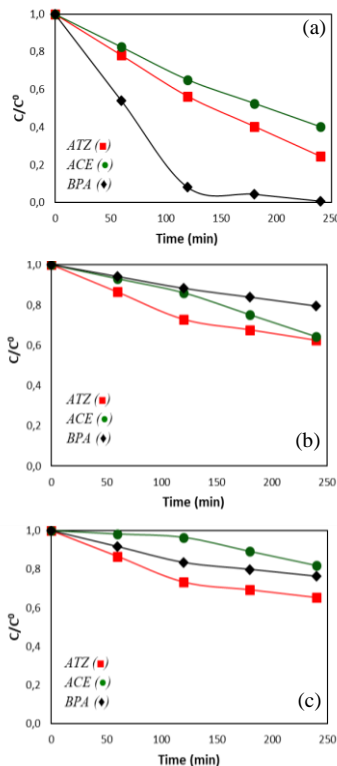 (a)
1,0
0,8
0,6
0,4
0,2
0,0
C/C⁰
ATZ (■)
ACE (●)
BPA (◆)
0 50 100 150 200 250
Time (min)
1,0
0,8
0,6
0,4
0,2
0,0
C/C⁰
ATZ (■)
ACE (●)
BPA (◆)
(b)
0 50 100 150 200 250
Time (min)
1,0
0,8
0,6
0,4
0,2
0,0
C/C⁰
ATZ (■)
ACE (●)
BPA (◆)
(c)
0 50 100 150 200 250
Time (min)